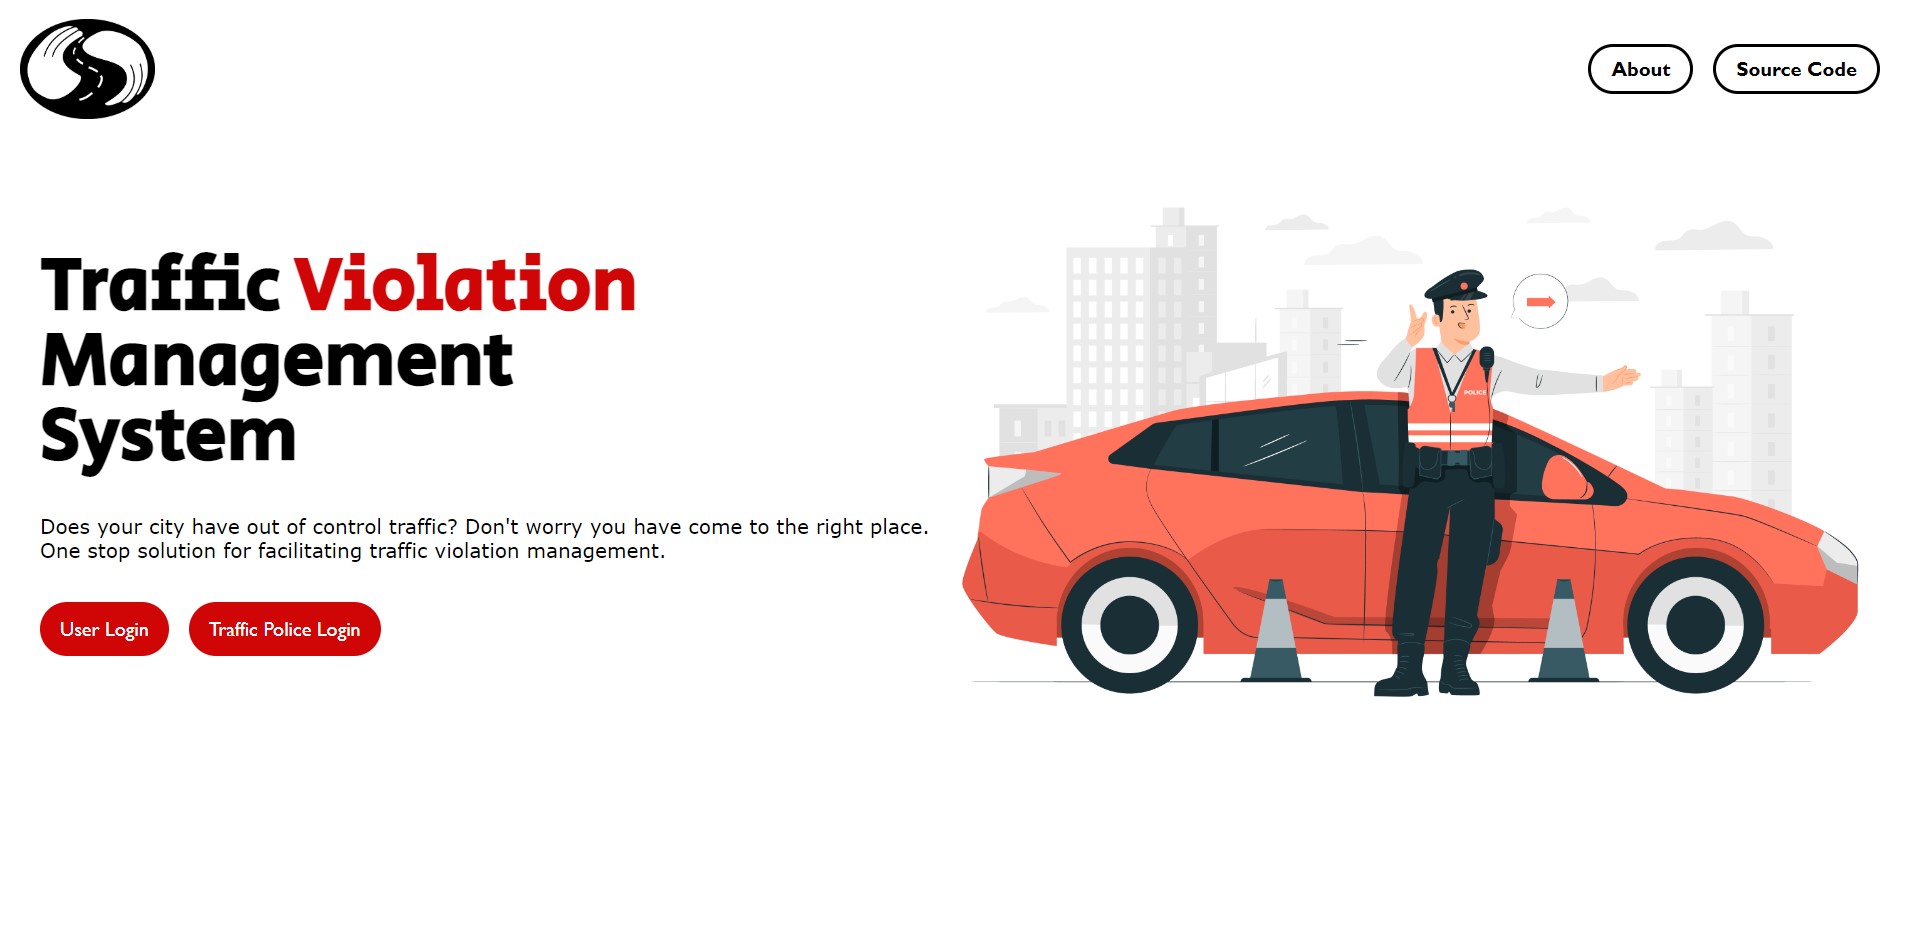 About
Source Code
Traffic Violation
Management
System
Does your city have out of control traffic? Don't worry you have come to the right place.
One stop solution for facilitating traffic violation management.
User Login
Traffic Police Login
POLICE